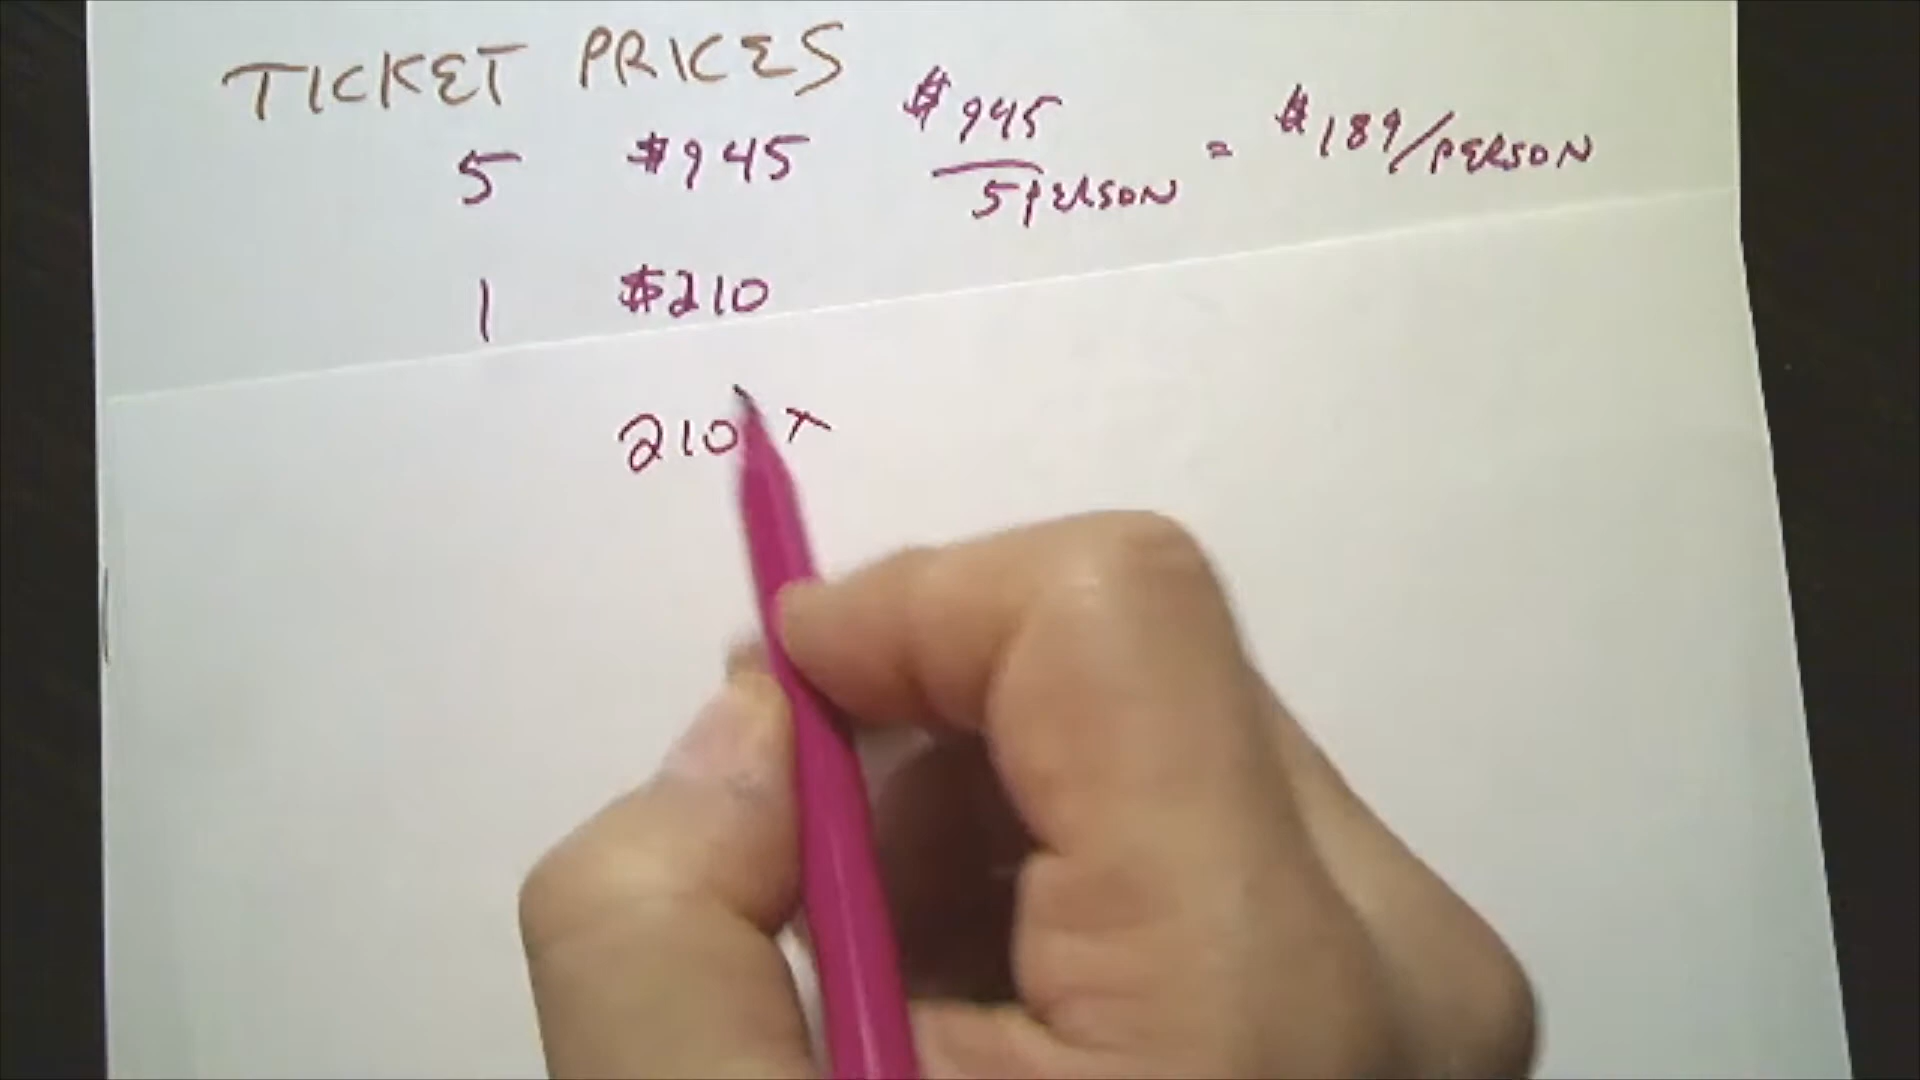 TICKET PRICES
5 $945 $945 / 5 PERSON = $189/PERSON
1 $210
210 x